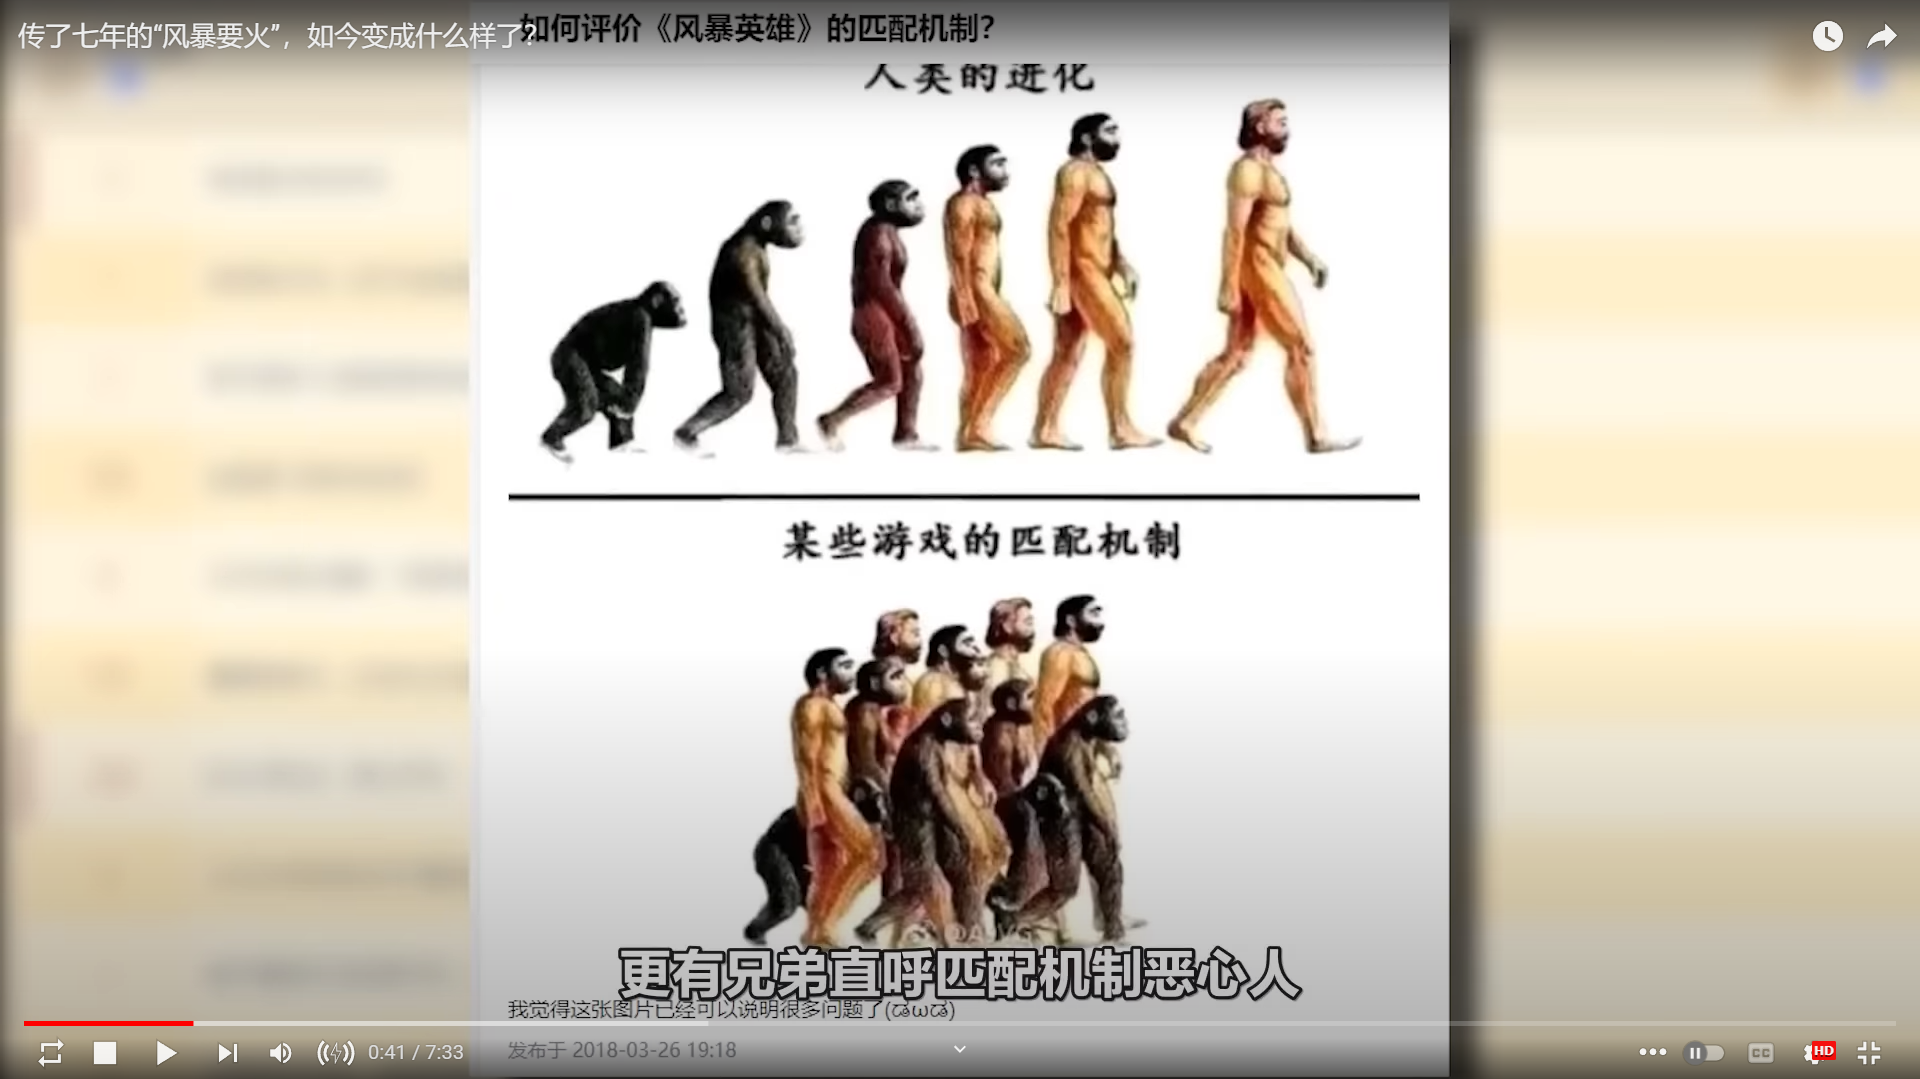 传了七年的“风暴要火”，如今变成什么样了？
如何评价《风暴英雄》的匹配机制?
人类的进化
某些游戏的匹配机制
更有兄弟直呼匹配机制恶心人
我觉得这张图片已经可以说明很多问题了(ಡωಡ)
发布于 2018-03-26 19:18
0:41 / 7:33
CC
HD